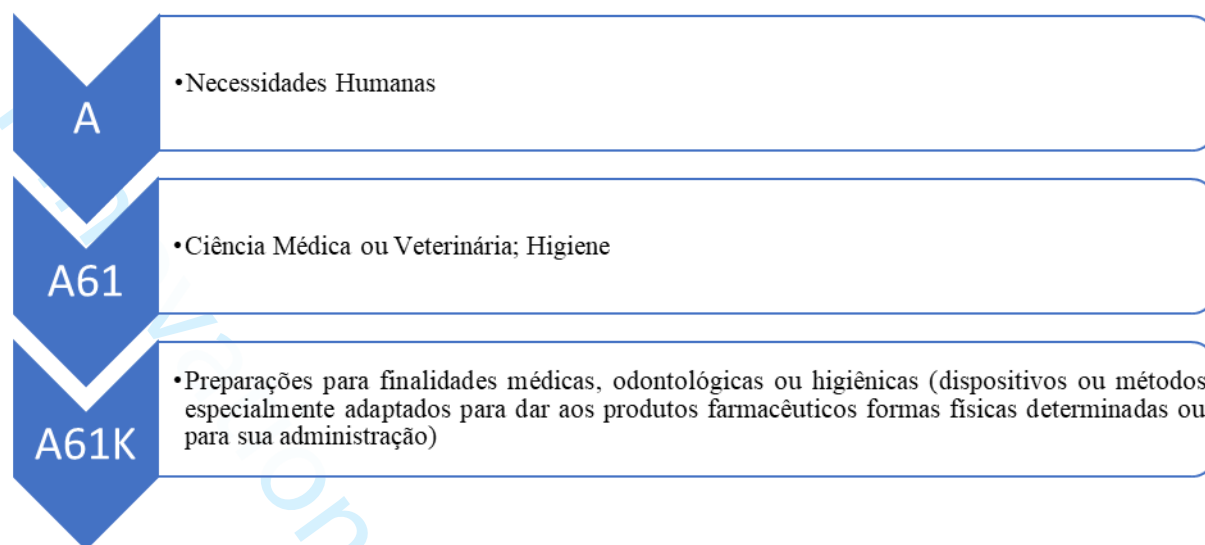 A
•Necessidades Humanas
A61
•Ciência Médica ou Veterinária; Higiene
A61K
•Preparações para finalidades médicas, odontológicas ou higiênicas (dispositivos ou métodos
especialmente adaptados para dar aos produtos farmacêuticos formas físicas determinadas ou
para sua administração)